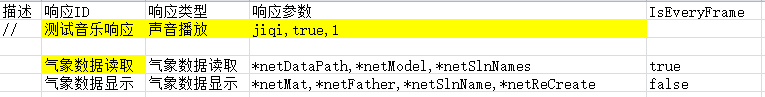 描述 响应ID 响应类型 响应参数 IsEveryFrame
// 测试音乐响应 声音播放 jiqi,true,1
气象数据读取 气象数据读取 *netDataPath,*netModel,*netSlnNames true
气象数据显示 气象数据显示 *netMat,*netFather,*netSlnName,*netReCreate false